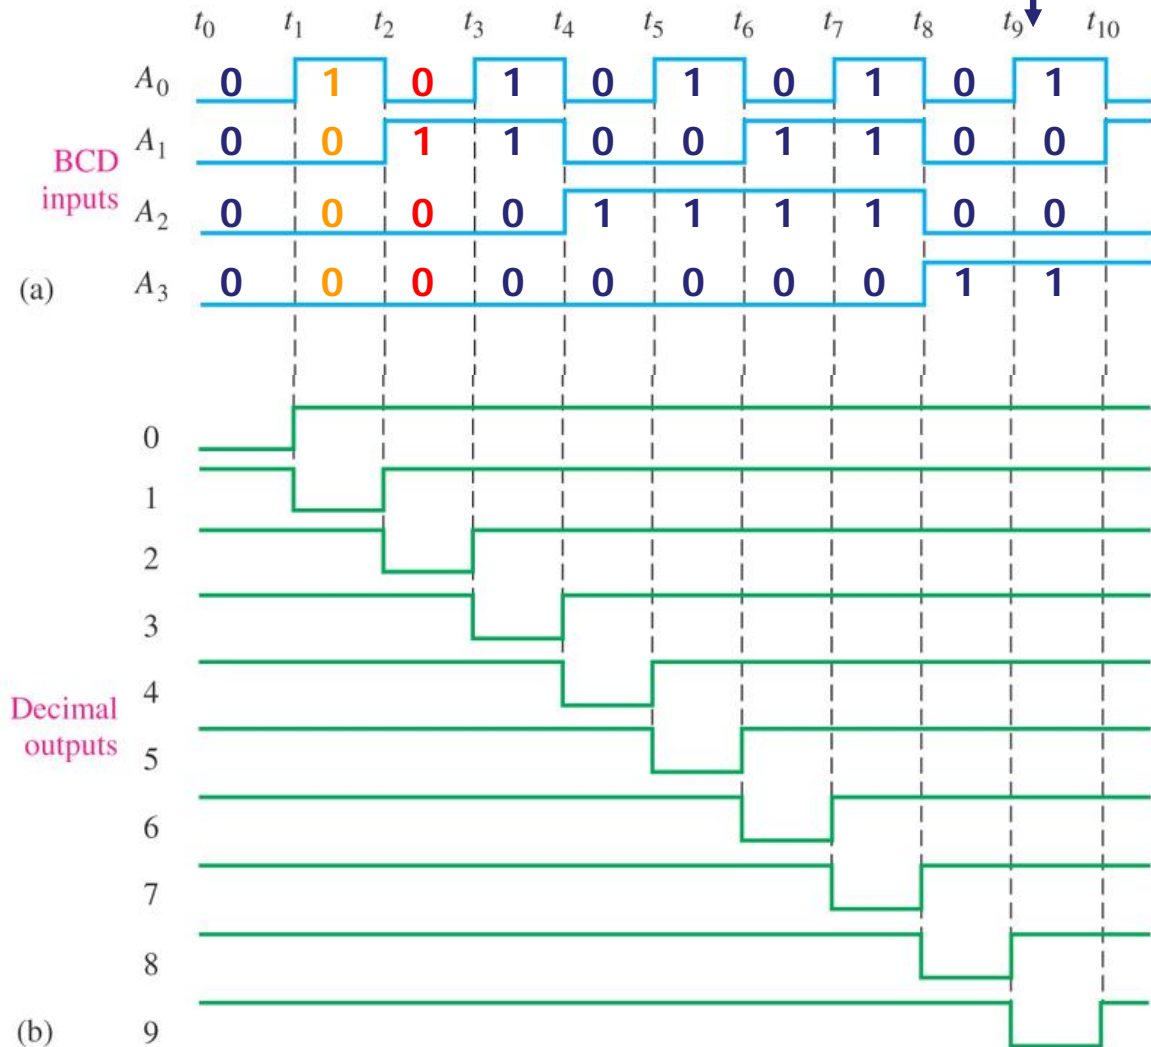 t0 t1 t2 t3 t4 t5 t6 t7 t8 t9 t10
A0 0 1 0 1 0 1 0 1 0 1
A1 0 0 1 1 0 0 1 1 0 0
BCD
inputs
A2 0 0 0 0 1 1 1 1 0 0
(a) A3 0 0 0 0 0 0 0 0 1 1
0
1
2
3
4
Decimal
outputs
5
6
7
8
(b) 9